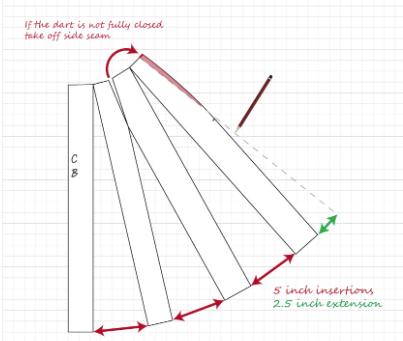 If the dart is not fully closed
take off side seam
C
B
5 inch insertions
2.5 inch extension